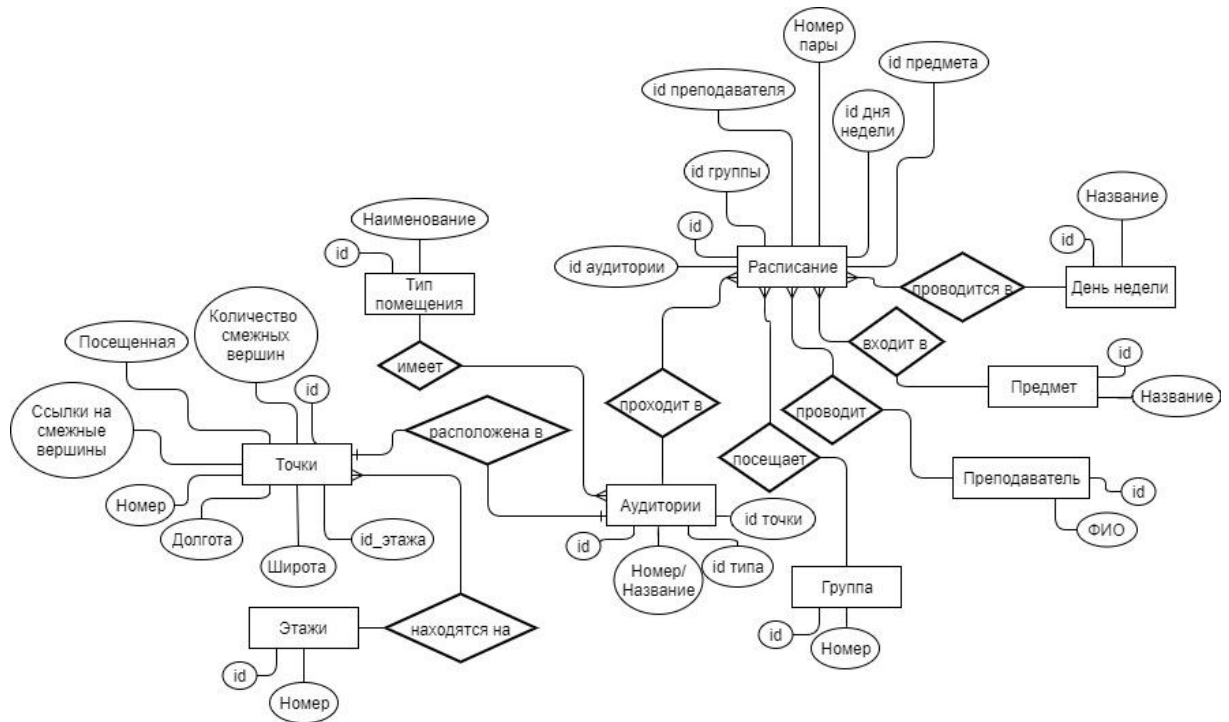 Номер
пары
id предмета
id преподавателя
id дня
недели
id группы
Название
Наименование
id
id
id
id аудитории
Расписание
Тип
помещения
проводится в
День недели
Количество
смежных
вершин
Посещенная
входит в
id
имеет
id
Предмет
Название
Ссылки на
смежные
вершины
проходит в
проводит
расположена в
Точки
посещает
Преподаватель
id
Номер
Аудитории
id точки
ФИО
Долгота
id_этажа
id
Широта
Номер/
Название
id типа
Группа
Этажи
находятся на
id
Номер
id
Номер